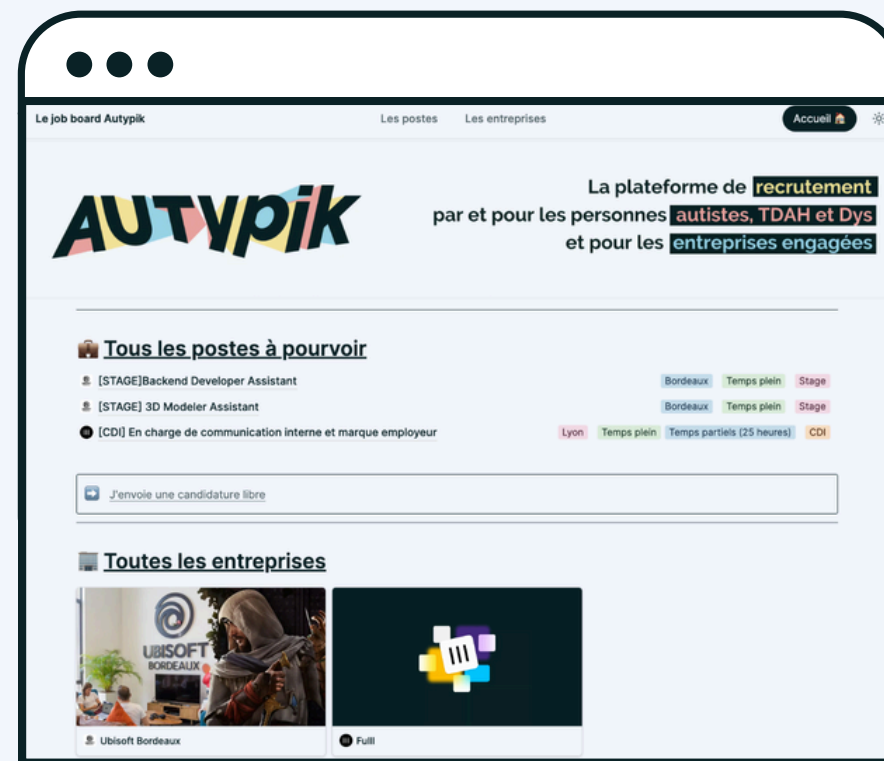 Le job board Autypik
Les postes
Les entreprises
Accueil 🏠
AUTYPIK
La plateforme de recrutement
par et pour les personnes autistes, TDAH et Dys
et pour les entreprises engagées
💼 Tous les postes à pourvoir
[STAGE]Backend Developer Assistant
Bordeaux Temps plein Stage
[STAGE] 3D Modeler Assistant
Bordeaux Temps plein Stage
[CDI] En charge de communication interne et marque employeur
Lyon Temps plein Temps partiels (25 heures) CDI
➡️ J'envoie une candidature libre
🏢 Toutes les entreprises
UBISOFT
BORDEAUX
Ubisoft Bordeaux
Fulll